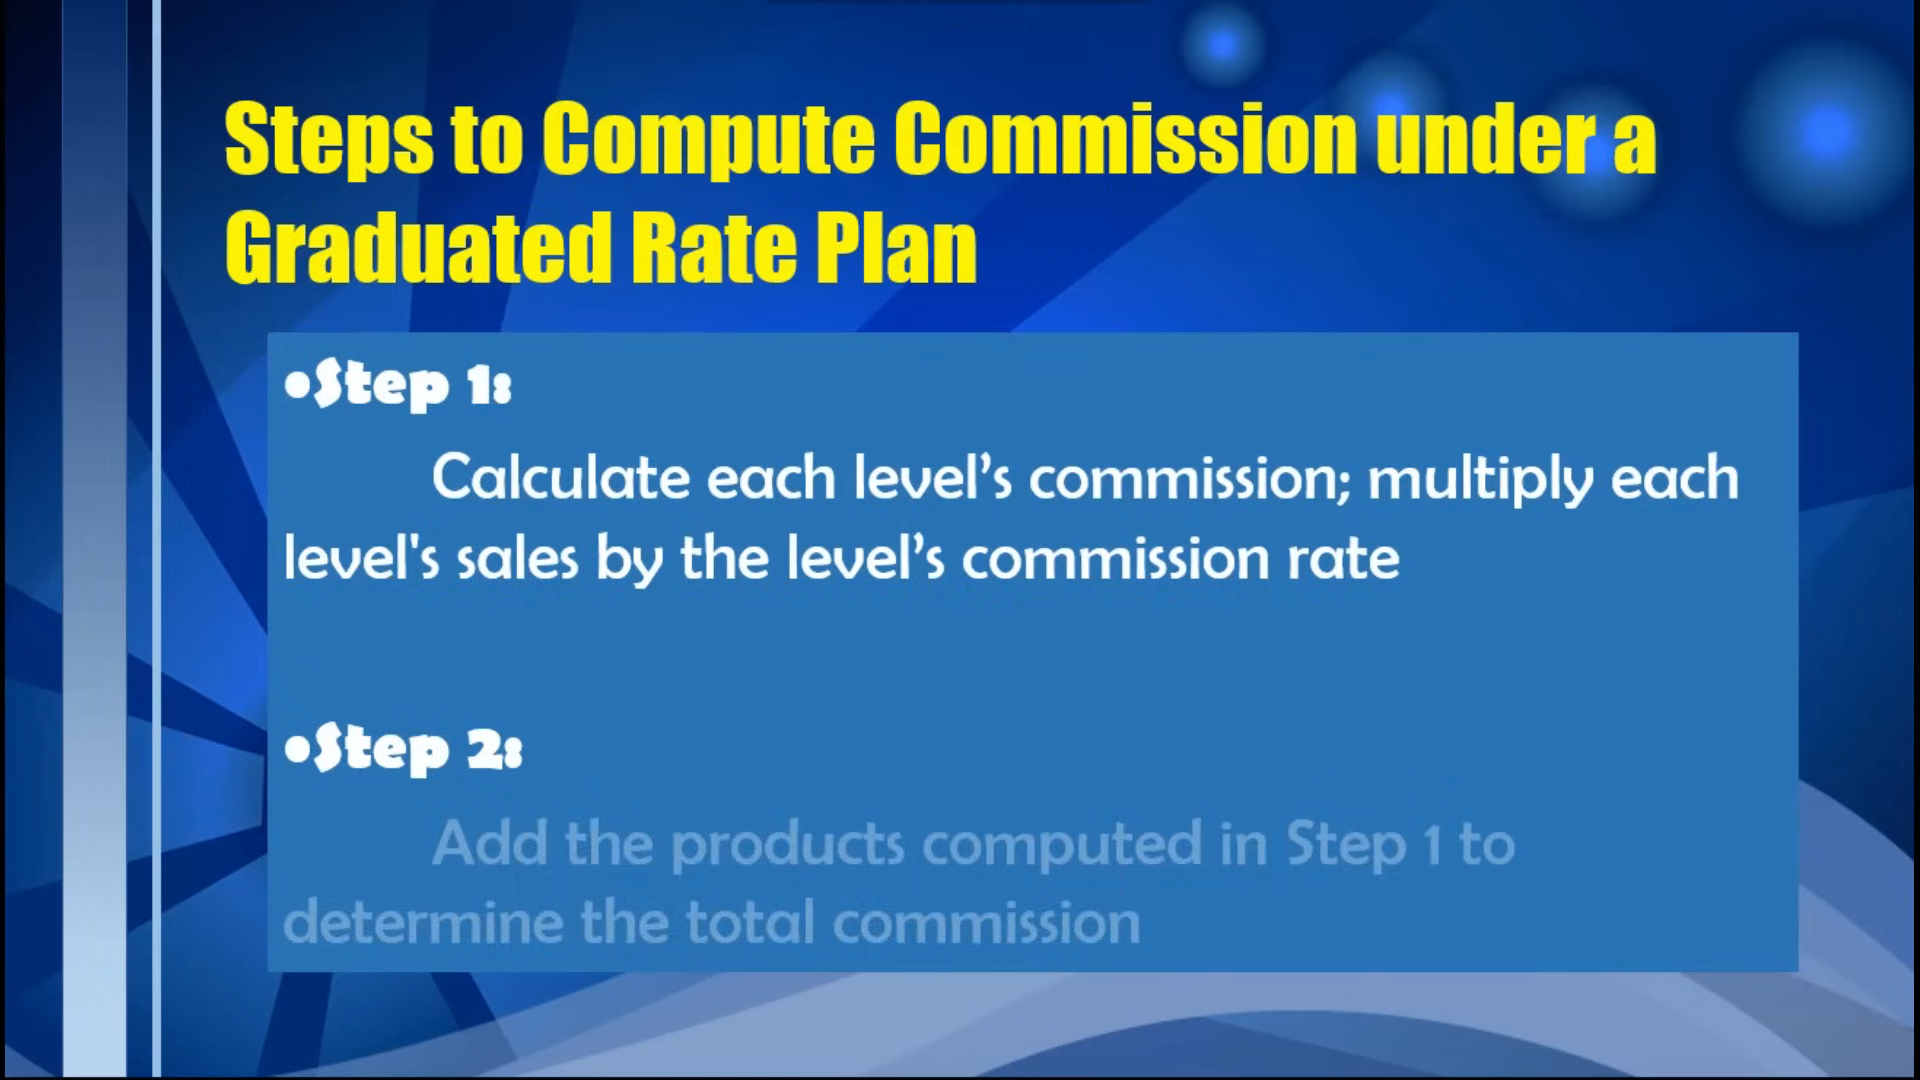 Steps to Compute Commission under a
Graduated Rate Plan
•Step 1:
Calculate each level’s commission; multiply each
level's sales by the level’s commission rate
•Step 2:
Add the products computed in Step 1 to
determine the total commission